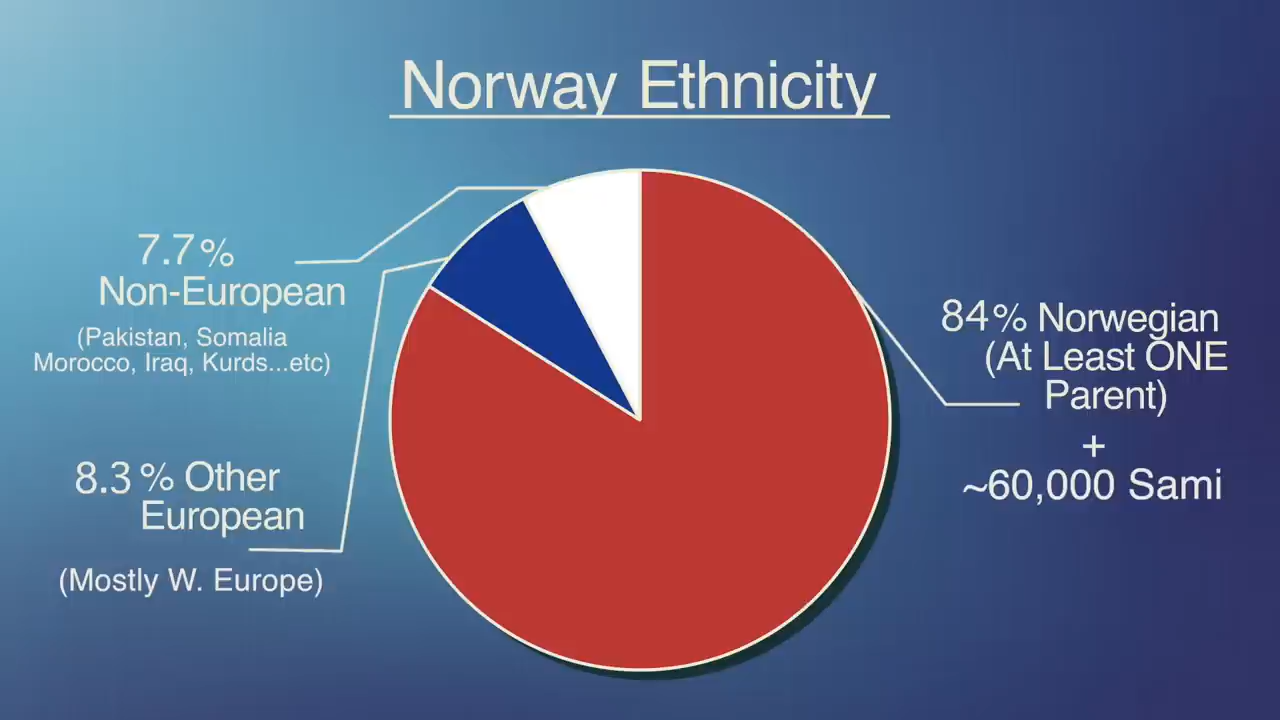 Norway Ethnicity
7.7%
Non-European
(Pakistan, Somalia
Morocco, Iraq, Kurds...etc)
8.3 % Other
European
(Mostly W. Europe)
84% Norwegian
(At Least ONE
Parent)
+
~60,000 Sami